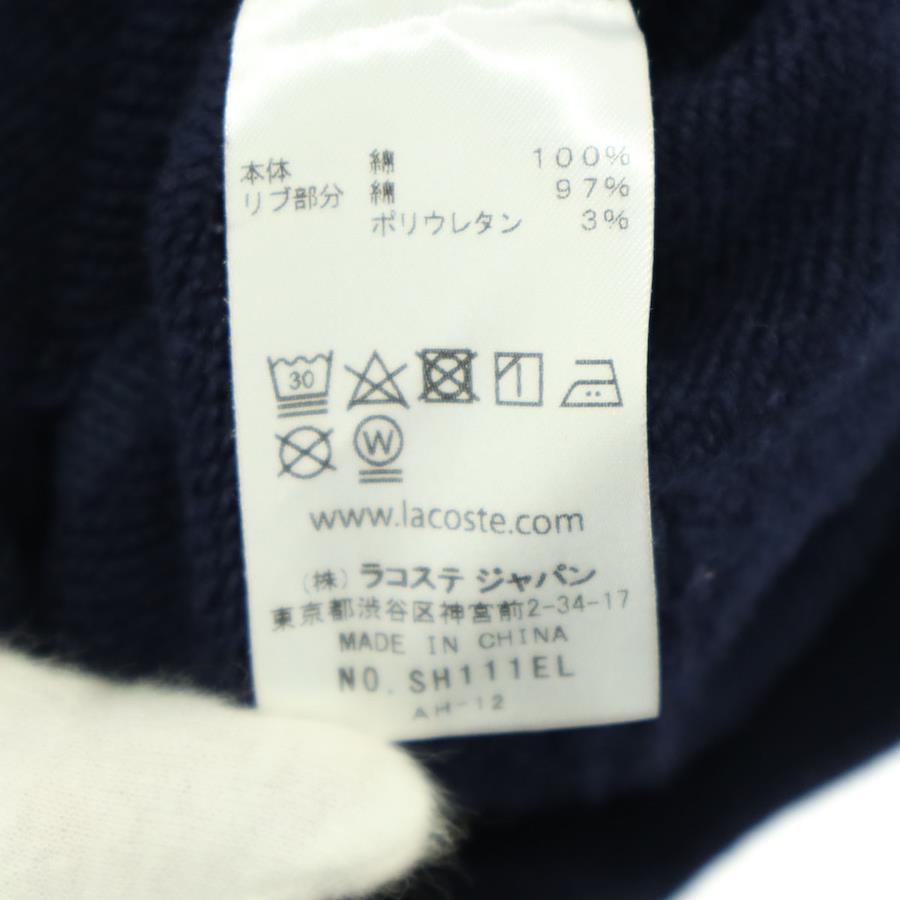 本体 綿 100%
リブ部分 綿 97%
ポリウレタン 3%
30
W
www.lacoste.com
(株) ラコステ ジャパン
東京都渋谷区神宮前2-34-17
MADE IN CHINA
NO. SH111EL
AH-12